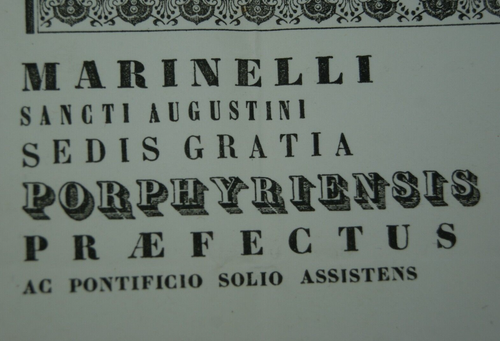 MARINELLI
SANCTI AUGUSTINI
SEDIS GRATIA
PORPHYRIENSIS
PRÆFECTUS
AC PONTIFICIO SOLIO ASSISTENS